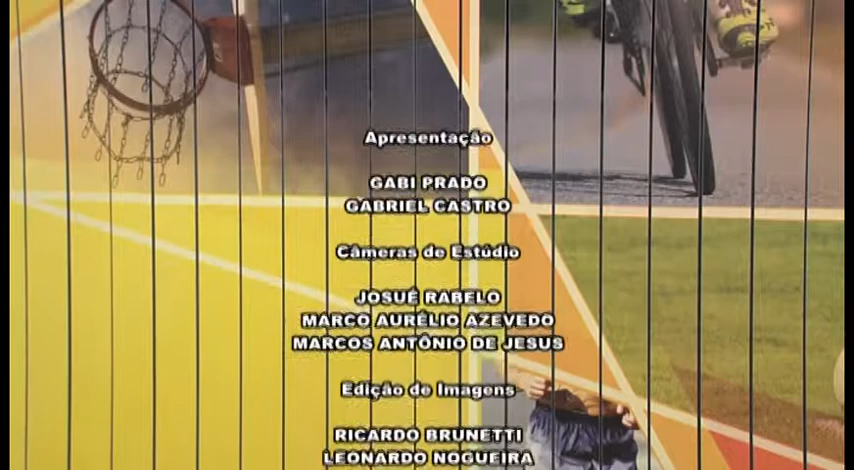 Apresentação
GABI PRADO
GABRIEL CASTRO
Câmeras de Estúdio
JOSUÉ RABELO
MARCO AURÉLIO AZEVEDO
MARCOS ANTÔNIO DE JESUS
Edição de Imagens
RICARDO BRUNETTI
LEONARDO NOGUEIRA